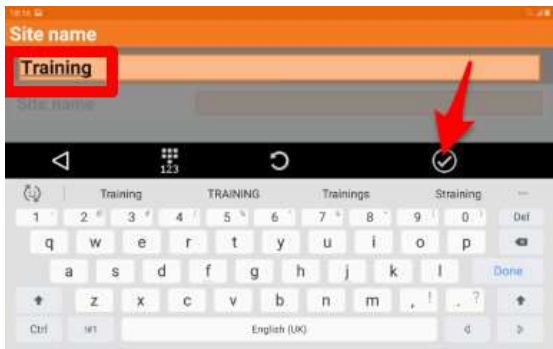 Site name
Training
Site name
123
Training TRAINING Trainings Straining
1 2 3 4 5 6 7 8 9 0 Del
q w e r t y u i o p
a s d f g h j k l Done
z x c v b n m , ! . ?
Ctrl !#1 English (UK)